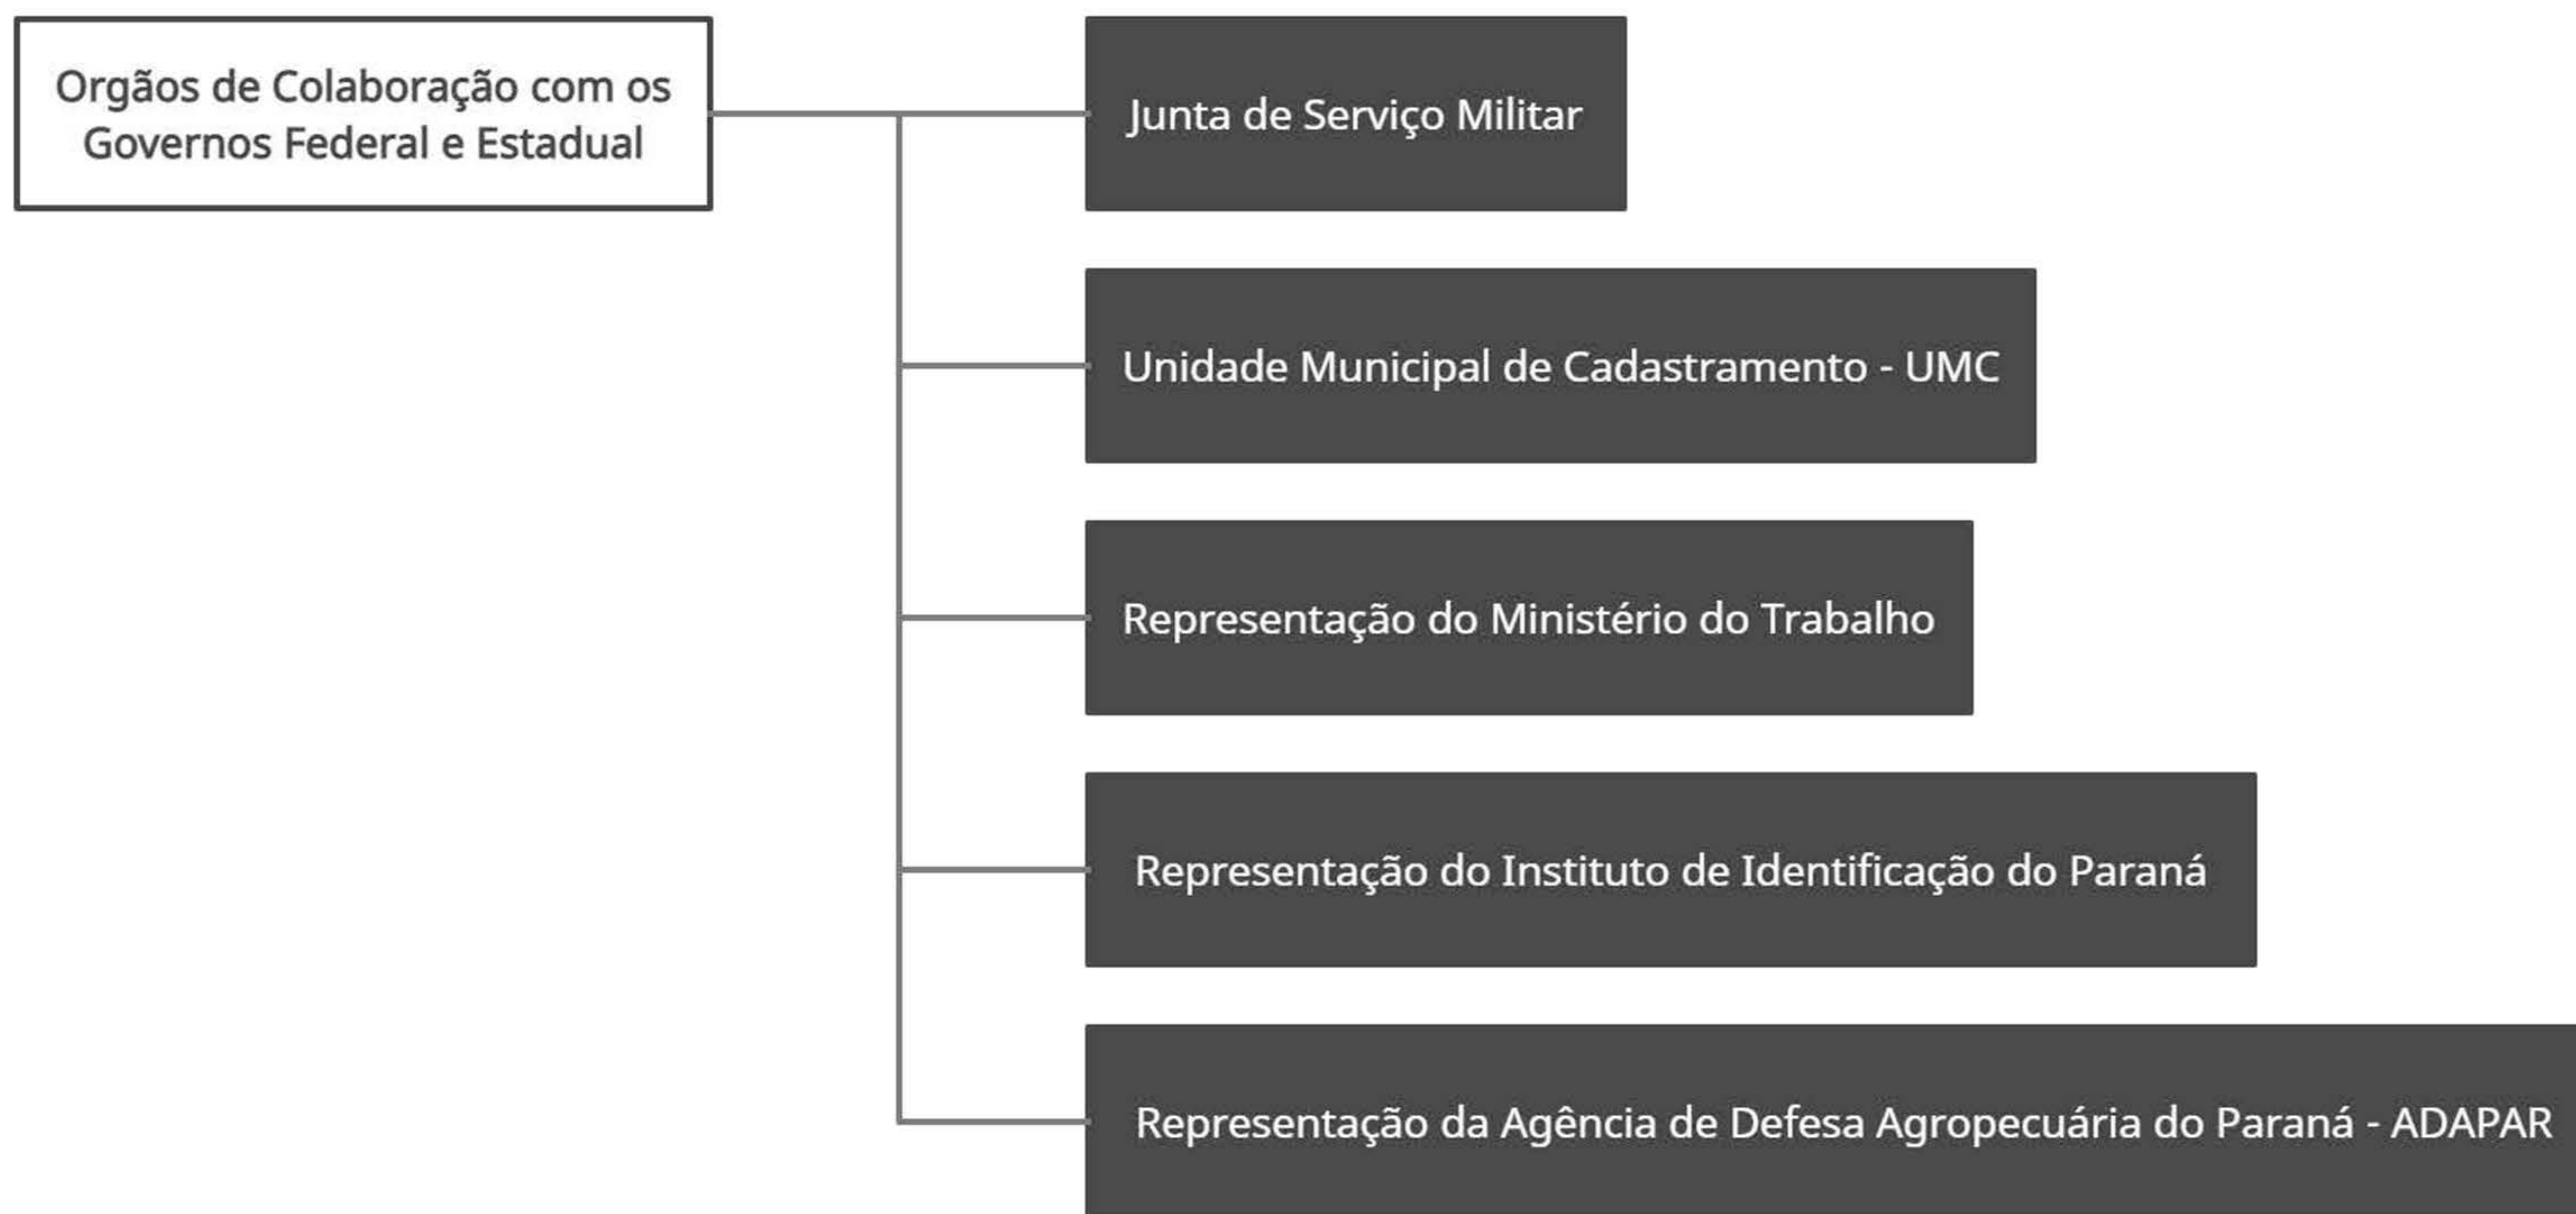 Orgãos de Colaboração com os
Governos Federal e Estadual
Junta de Serviço Militar
Unidade Municipal de Cadastramento - UMC
Representação do Ministério do Trabalho
Representação do Instituto de Identificação do Paraná
Representação da Agência de Defesa Agropecuária do Paraná - ADAPAR